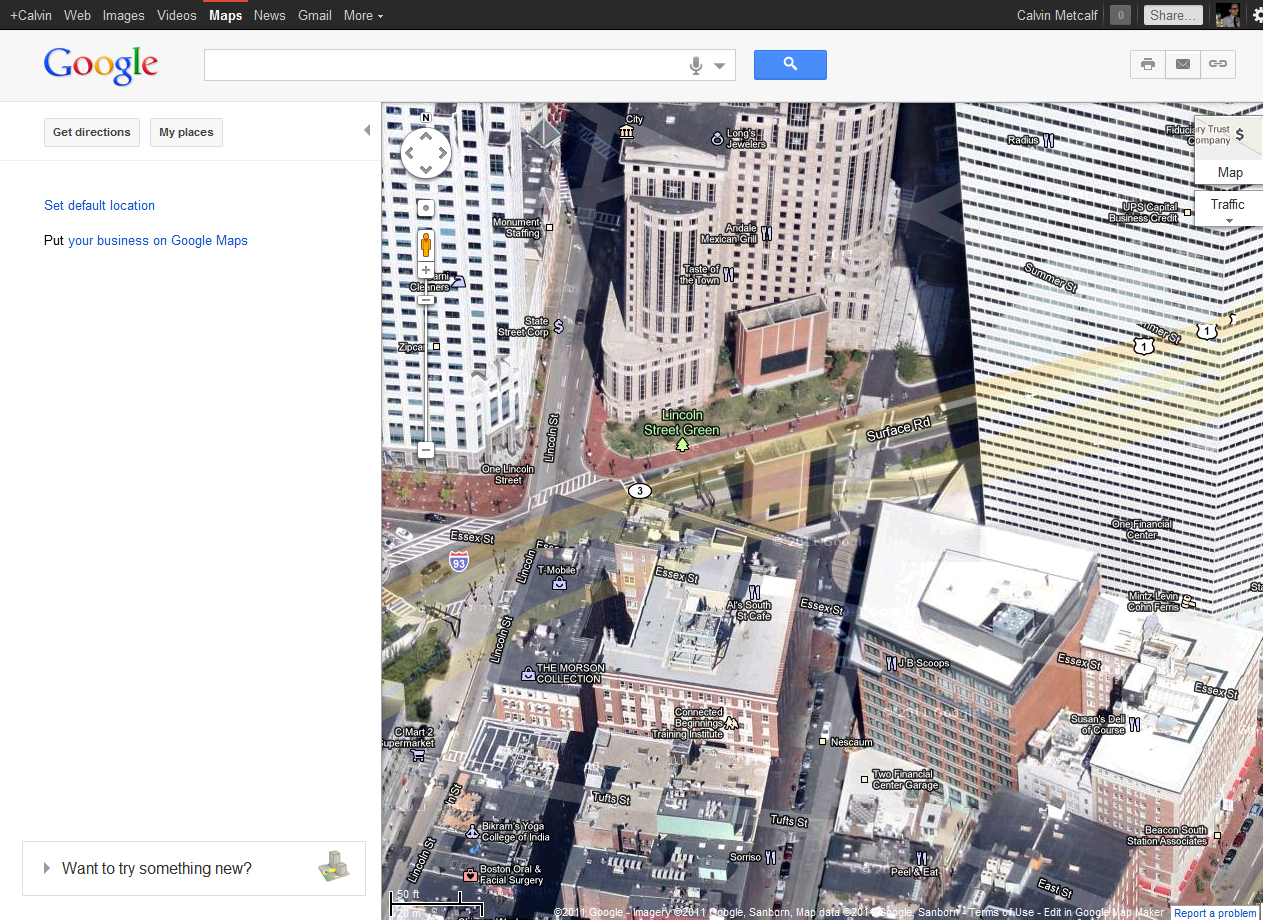 +Calvin Web Images Videos Maps News Gmail More
Calvin Metcalf 0 Share...
Google
Get directions My places
Set default location
Put your business on Google Maps
Want to try something new?
N
City
Long's
Jewelers
Radius
Fiduciary Trust
Company
$
Map
Traffic
UPS Capital
Business Credit
Monument
Staffing
Andale
Mexican Grill
Taste of
the Town
Summer St
Cleaners
State
Street Corp
1
1
Lincoln
Street Green
Surface Rd
Lincoln St
One Lincoln
Street
3
One Financial
Center
Essex St
93
Lincoln
T-Mobile
Essex St
Al's South
St Cafe
Essex St
Mintz Levin
Cohn Ferris
Lincoln St
J B Scoops
Essex St
THE MORSON
COLLECTION
Essex St
Connected
Beginnings
Training Institute
Susan's Deli
of Course
C Mart 2
Supermarket
Nescaum
Two Financial
Center Garage
Tufts St
Tufts St
Bikram's Yoga
College of India
Beacon South
Station Associates
Lincoln St
Sorriso
Peel & Eat
Boston Oral &
Facial Surgery
East St
50 ft
20 m
©2011 Google - Imagery ©2011 Google, Sanborn, Map data ©2011 Google, Sanborn - Terms of Use - Edit in Google Map Maker Report a problem